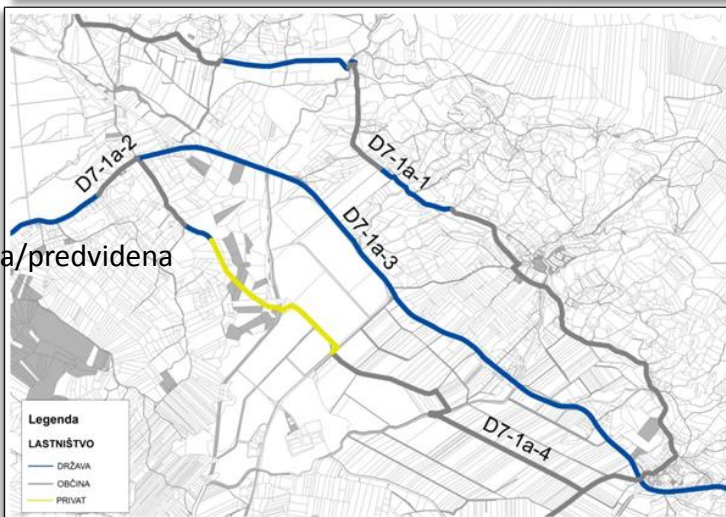 D7-1a-2
D7-1a-1
D7-1a-3
a/predvidena
D7-1a-4
Legenda
LASTNIŠTVO
DRŽAVA
OBČINA
PRIVAT